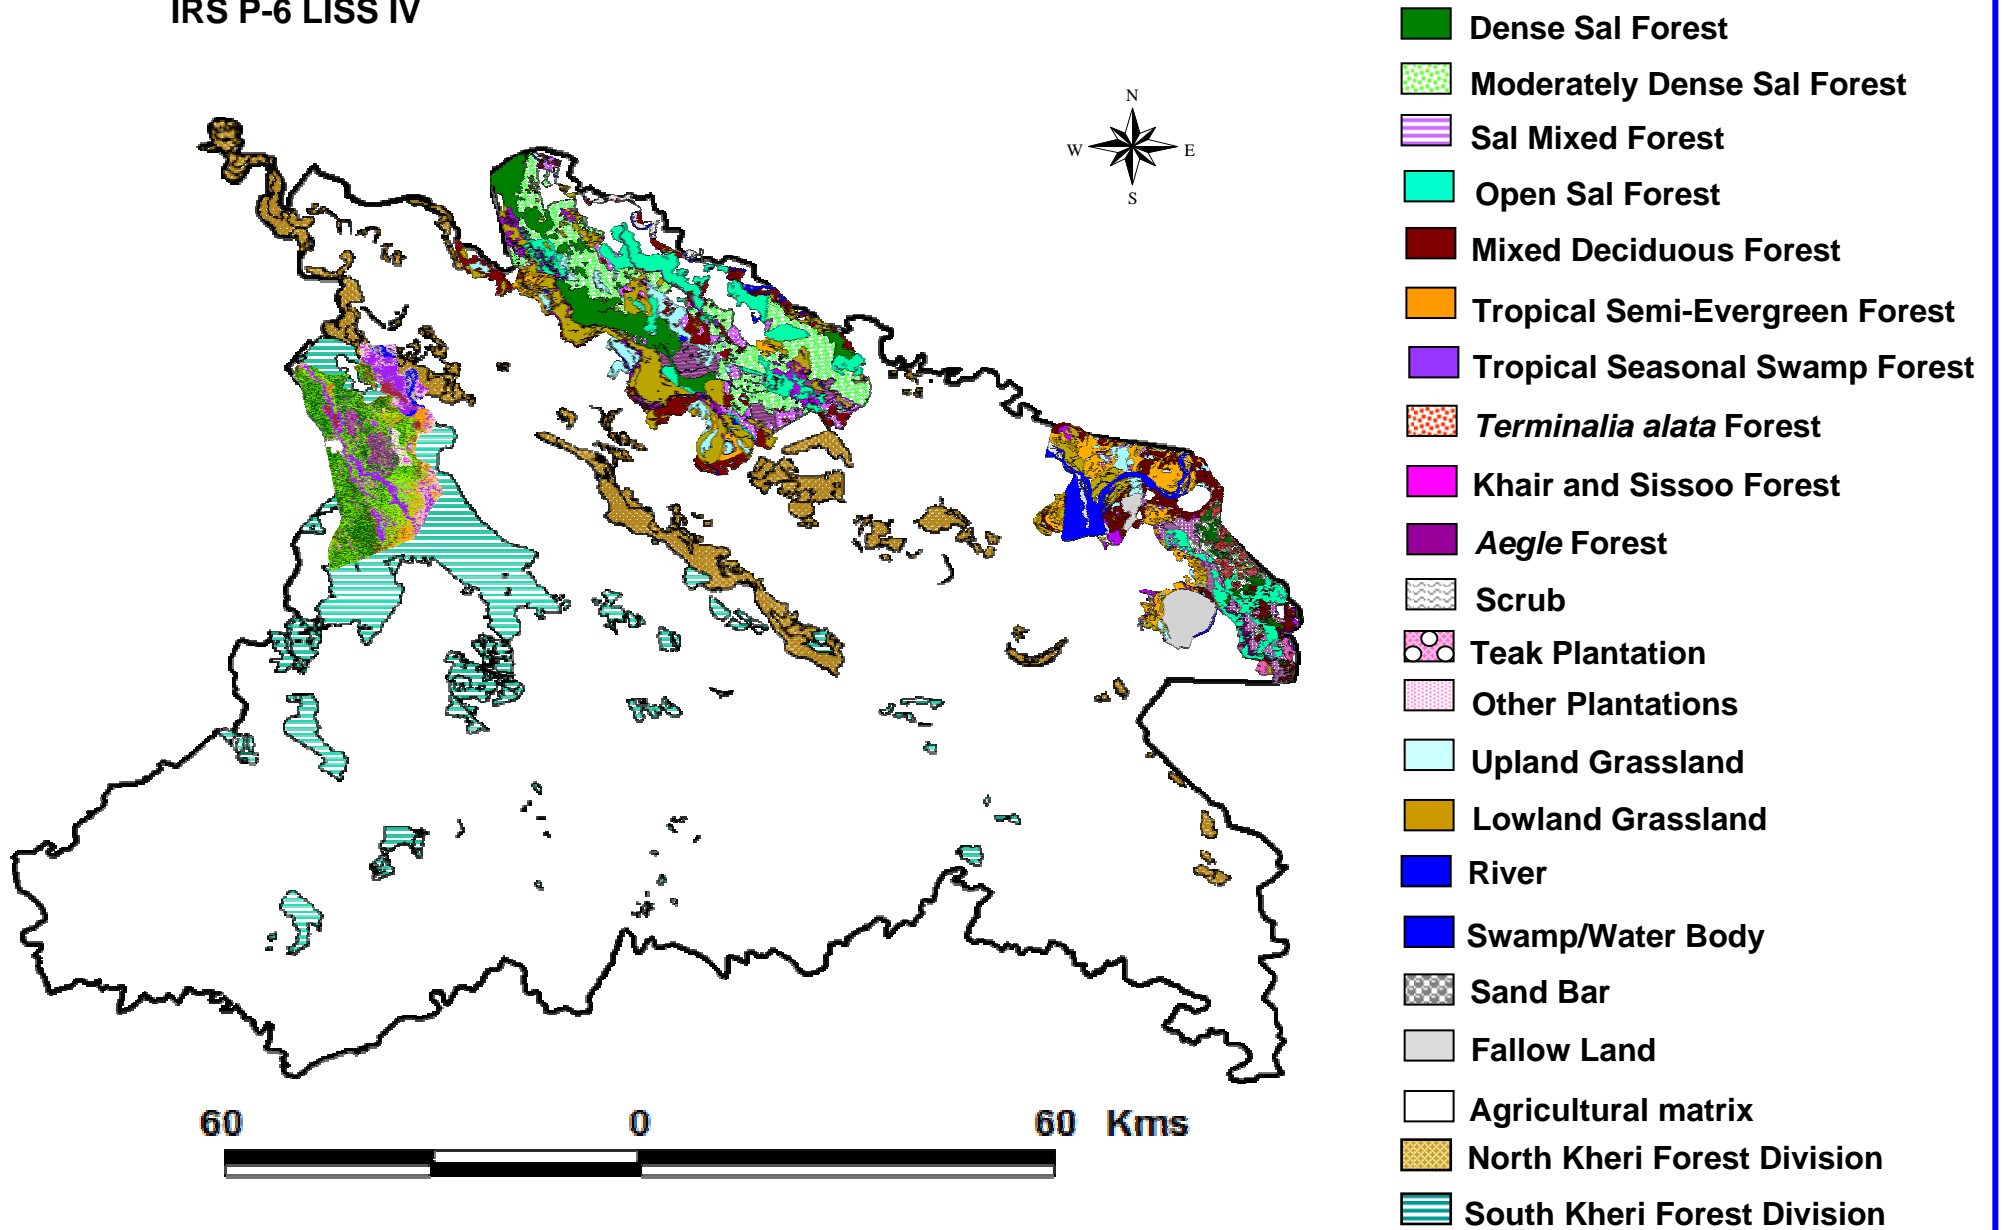 IRS P-6 LISS IV
N
W
E
S
Dense Sal Forest
Moderately Dense Sal Forest
Sal Mixed Forest
Open Sal Forest
Mixed Deciduous Forest
Tropical Semi-Evergreen Forest
Tropical Seasonal Swamp Forest
Terminalia alata Forest
Khair and Sissoo Forest
Aegle Forest
Scrub
Teak Plantation
Other Plantations
Upland Grassland
Lowland Grassland
River
Swamp/Water Body
Sand Bar
Fallow Land
Agricultural matrix
North Kheri Forest Division
South Kheri Forest Division
60 0 60 Kms